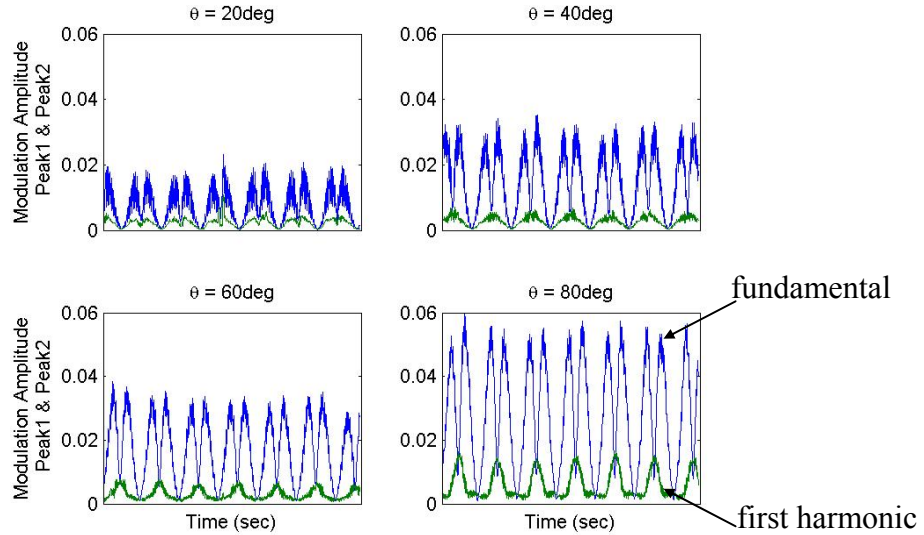 θ = 20deg
θ = 40deg
Modulation Amplitude
Peak1 & Peak2
0.06
0.04
0.02
0
0.06
0.04
0.02
0
θ = 60deg
θ = 80deg
fundamental
Modulation Amplitude
Peak1 & Peak2
0.06
0.04
0.02
0
0.06
0.04
0.02
0
Time (sec)
Time (sec)
first harmonic